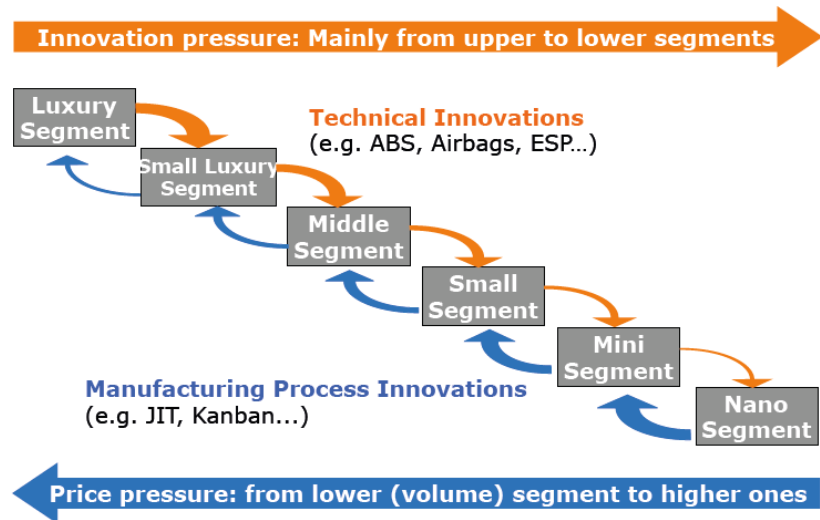 Innovation pressure: Mainly from upper to lower segments
Luxury
Segment
Technical Innovations
(e.g. ABS, Airbags, ESP…)
Small Luxury
Segment
Middle
Segment
Small
Segment
Mini
Segment
Manufacturing Process Innovations
(e.g. JIT, Kanban...)
Nano
Segment
Price pressure: from lower (volume) segment to higher ones